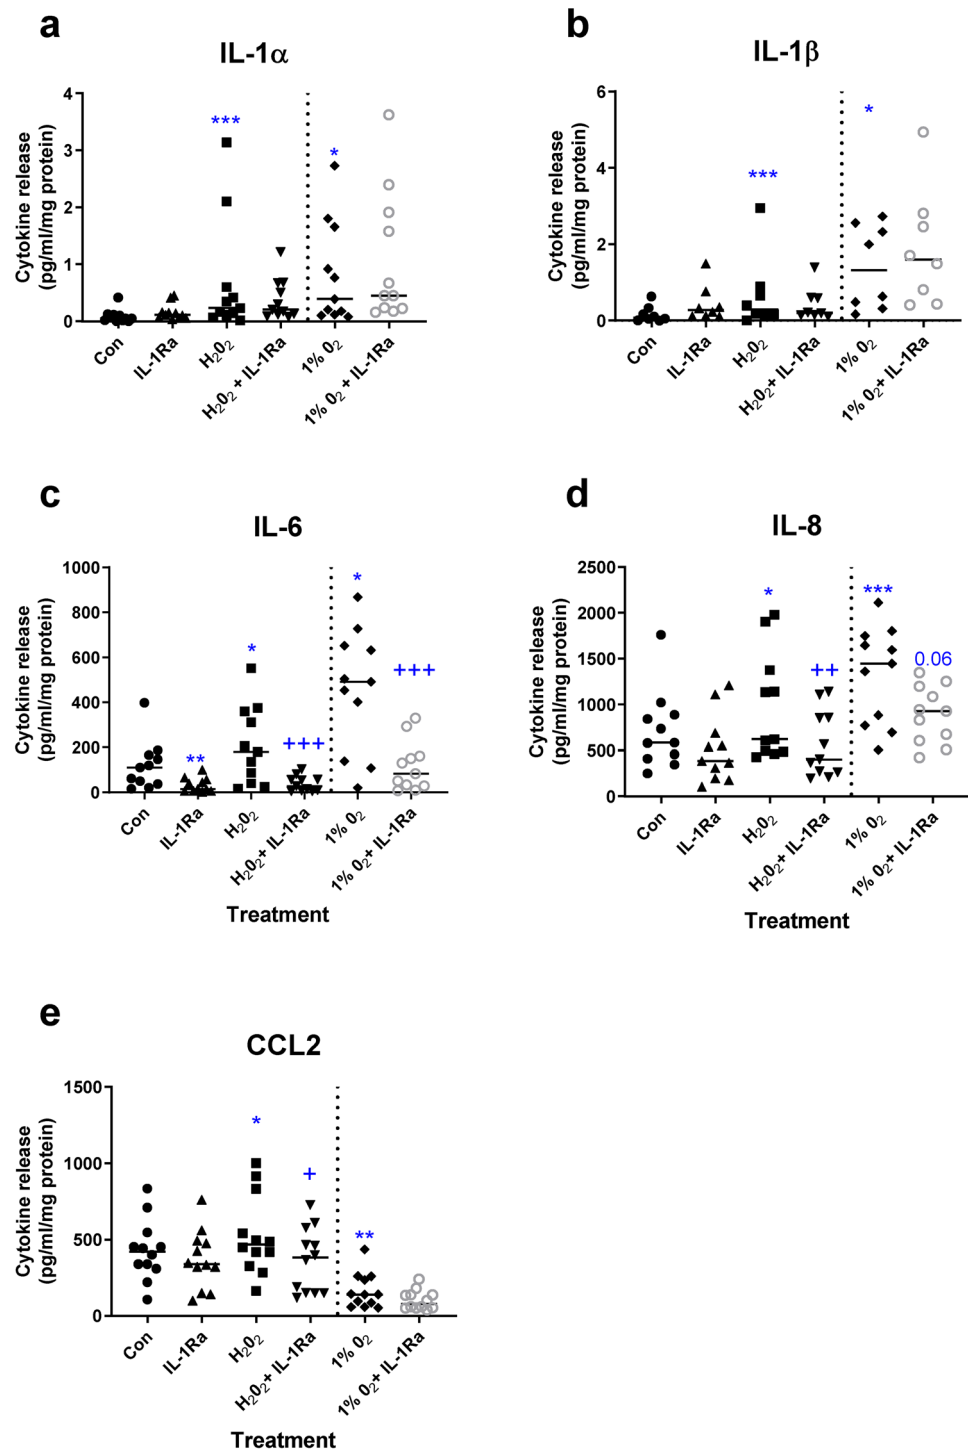 a
IL-1α
Cytokine release
(pg/ml/mg protein)
4
3
2
1
0
***
*
Con
IL-1Ra
H₂0₂
H₂0₂+ IL-1Ra
1% 0₂
1% 0₂+ IL-1Ra
b
IL-1β
Cytokine release
(pg/ml/mg protein)
6
4
2
0
***
*
Con
IL-1Ra
H₂0₂
H₂0₂+ IL-1Ra
1% 0₂
1% 0₂+ IL-1Ra
c
IL-6
Cytokine release
(pg/ml/mg protein)
1000
800
600
400
200
0
**
*
+++
*
+++
Con
IL-1Ra
H₂0₂
H₂0₂+ IL-1Ra
1% 0₂
1% 0₂+ IL-1Ra
Treatment
d
IL-8
Cytokine release
(pg/ml/mg protein)
2500
2000
1500
1000
500
0
*
++
***
0.06
Con
IL-1Ra
H₂0₂
H₂0₂+ IL-1Ra
1% 0₂
1% 0₂+ IL-1Ra
Treatment
e
CCL2
Cytokine release
(pg/ml/mg protein)
1500
1000
500
0
*
+
**
Con
IL-1Ra
H₂0₂
H₂0₂+ IL-1Ra
1% 0₂
1% 0₂+ IL-1Ra
Treatment